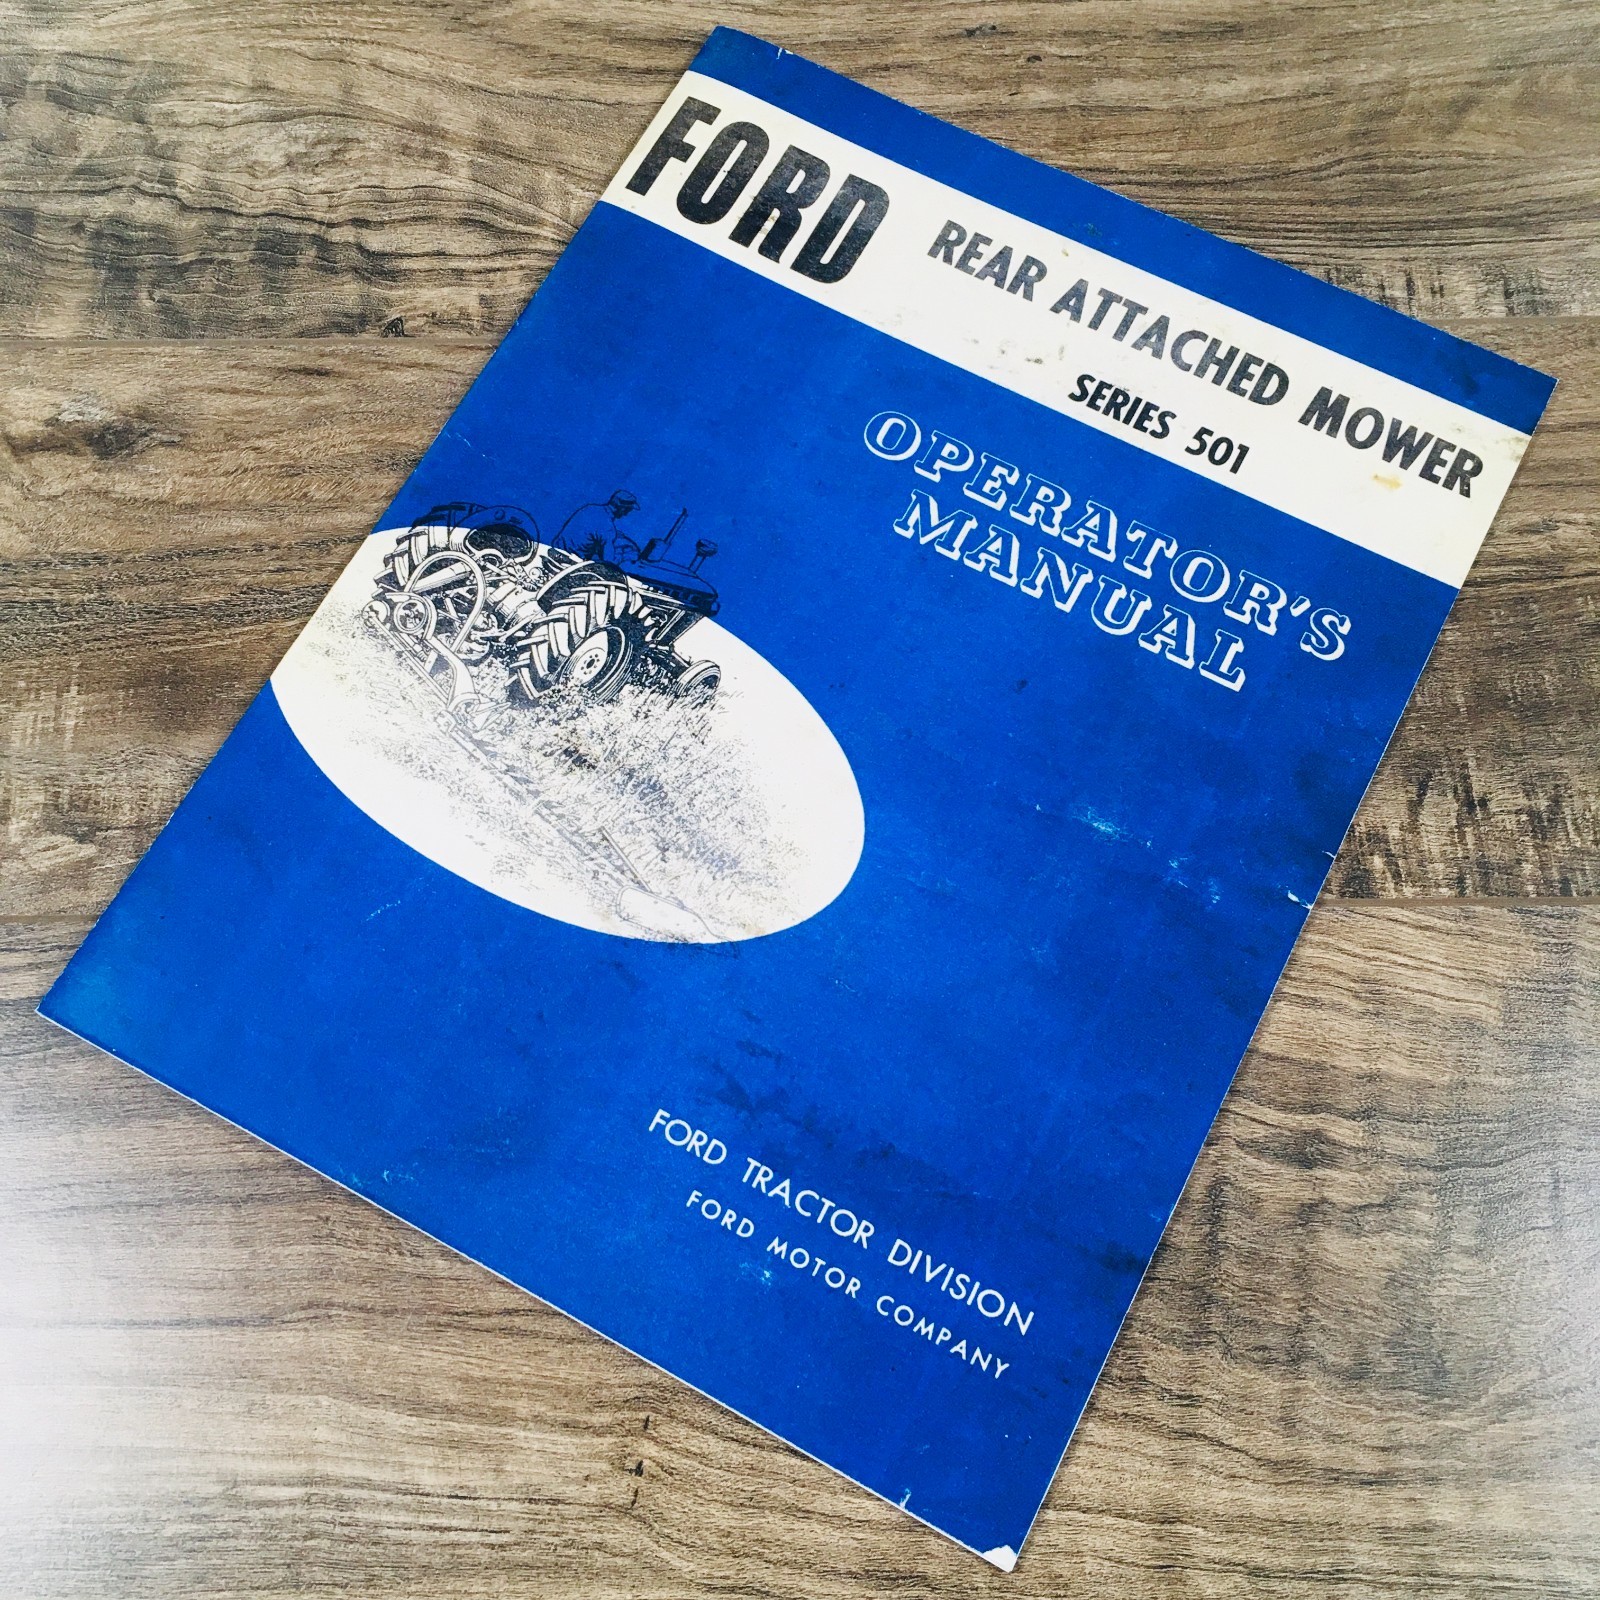 FORD REAR ATTACHED MOWER
SERIES 501
OPERATOR'S
MANUAL
FORD TRACTOR DIVISION
FORD MOTOR COMPANY